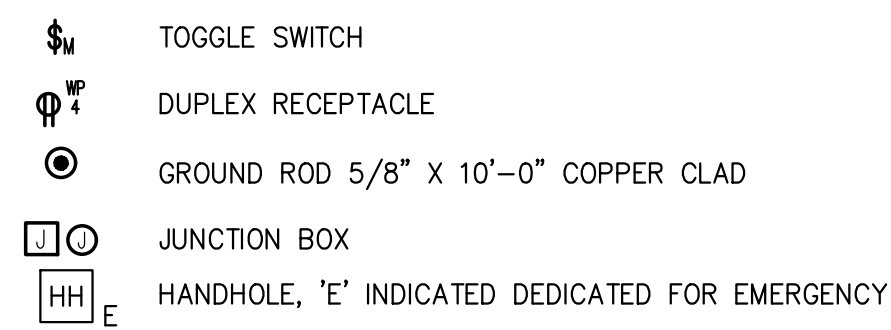 $M TOGGLE SWITCH
WP 4 DUPLEX RECEPTACLE
GROUND ROD 5/8" X 10'-0" COPPER CLAD
J J JUNCTION BOX
HH E HANDHOLE, 'E' INDICATED DEDICATED FOR EMERGENCY